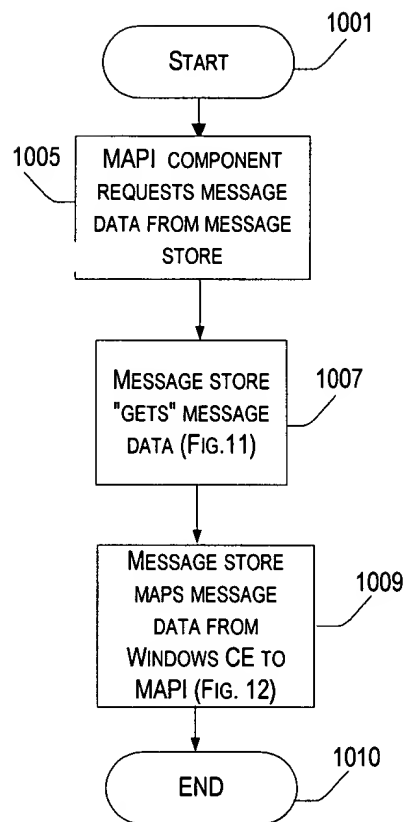 1001
START
1005
MAPI COMPONENT
REQUESTS MESSAGE
DATA FROM MESSAGE
STORE
1007
MESSAGE STORE
"GETS" MESSAGE
DATA (FIG.11)
1009
MESSAGE STORE
MAPS MESSAGE
DATA FROM
WINDOWS CE TO
MAPI (FIG. 12)
1010
END